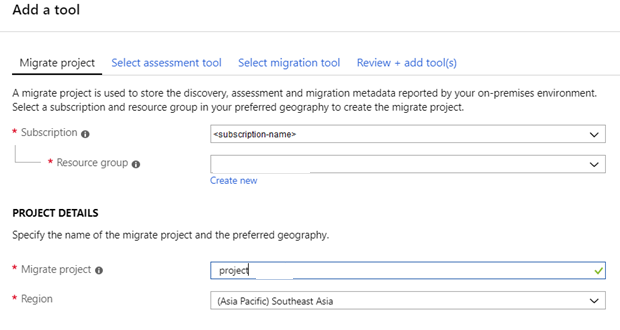 Add a tool
Migrate project Select assessment tool Select migration tool Review + add tool(s)
A migrate project is used to store the discovery, assessment and migration metadata reported by your on-premises environment.
Select a subscription and resource group in your preferred geography to create the migrate project.
* Subscription
<subscription-name>
* Resource group
Create new
PROJECT DETAILS
Specify the name of the migrate project and the preferred geography.
* Migrate project
project
* Region
(Asia Pacific) Southeast Asia